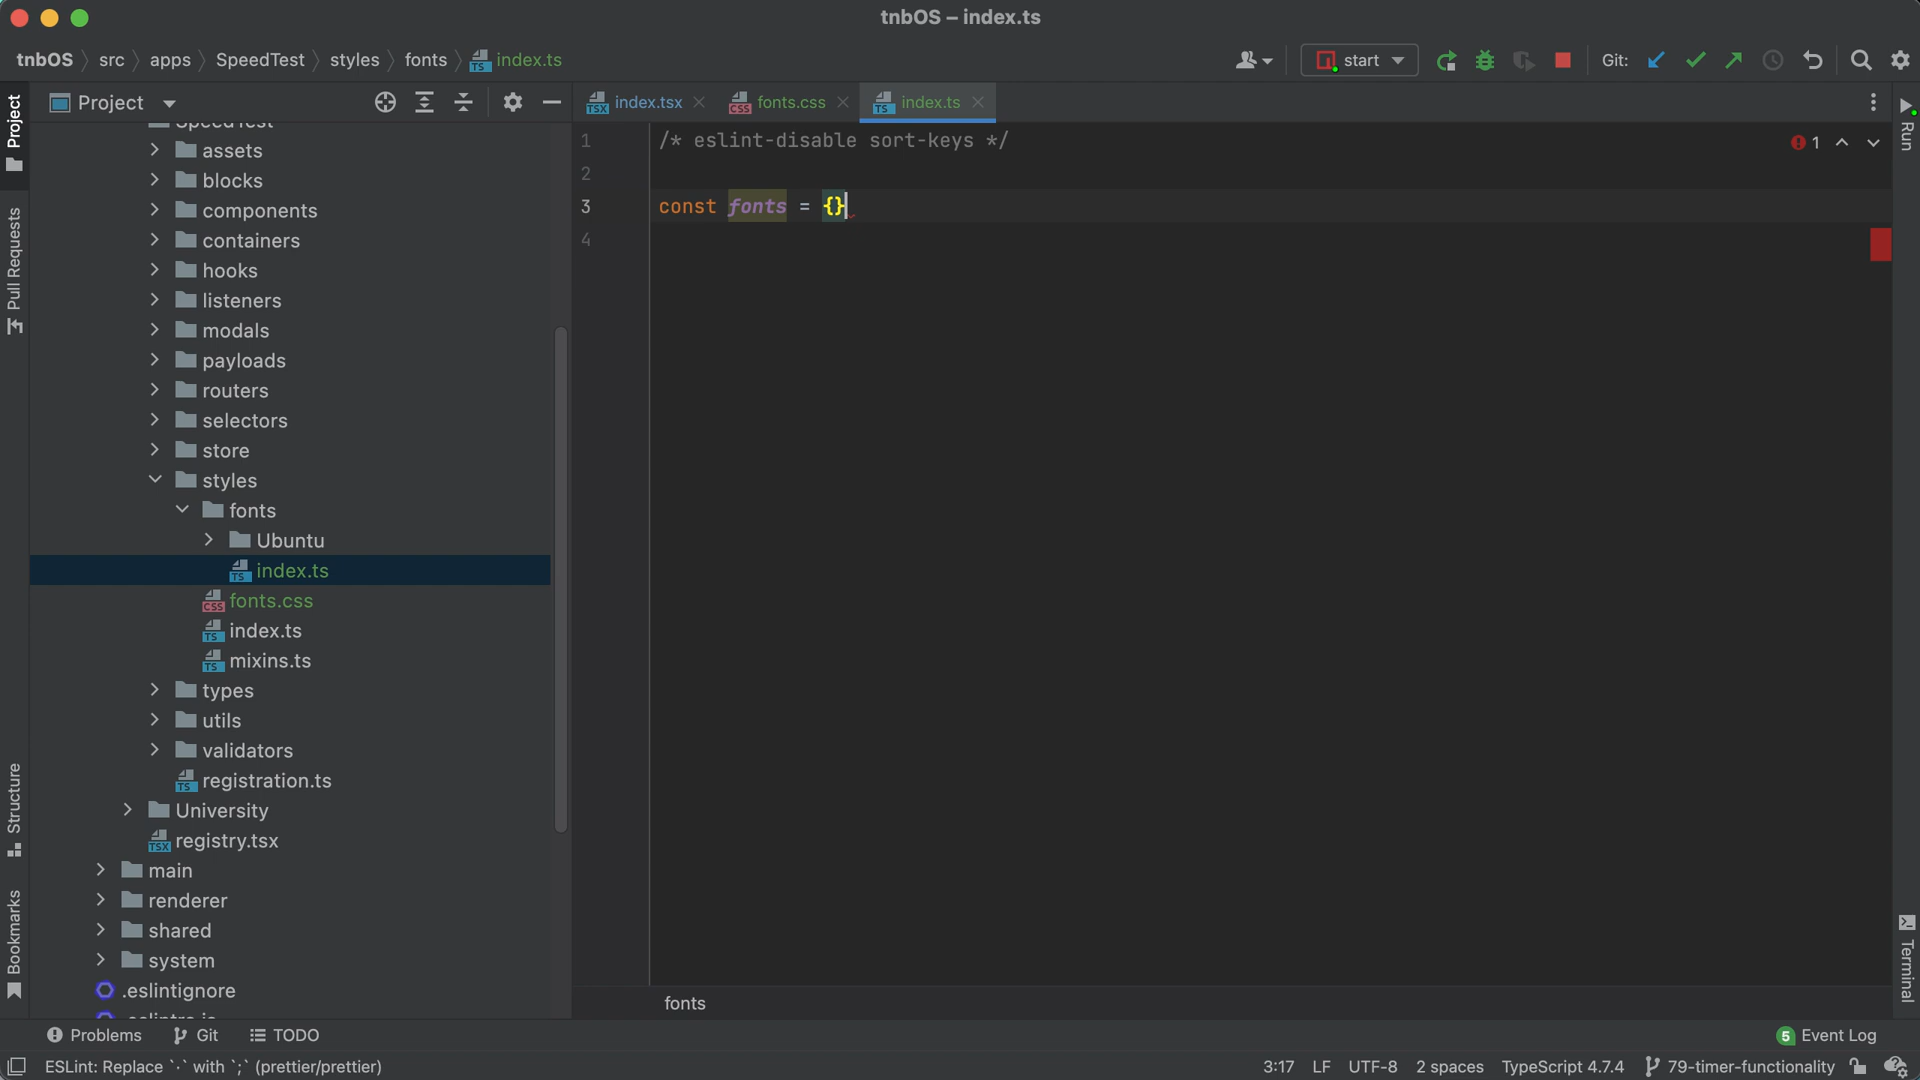 tnbOS – index.ts
tnbOS src apps SpeedTest styles fonts index.ts
start Git:
Project
index.tsx fonts.css index.ts
Project
Pull Requests
Structure
Bookmarks
SpeedTest
assets
blocks
components
containers
hooks
listeners
modals
payloads
routers
selectors
store
styles
fonts
Ubuntu
index.ts
fonts.css
index.ts
mixins.ts
types
utils
validators
registration.ts
University
registry.tsx
main
renderer
shared
system
.eslintignore
1 /* eslint-disable sort-keys */
2
3 const fonts = {}
4
1
Run
Terminal
fonts
Problems Git TODO
5 Event Log
ESLint: Replace `·` with `;` (prettier/prettier)
3:17 LF UTF-8 2 spaces TypeScript 4.7.4 79-timer-functionality